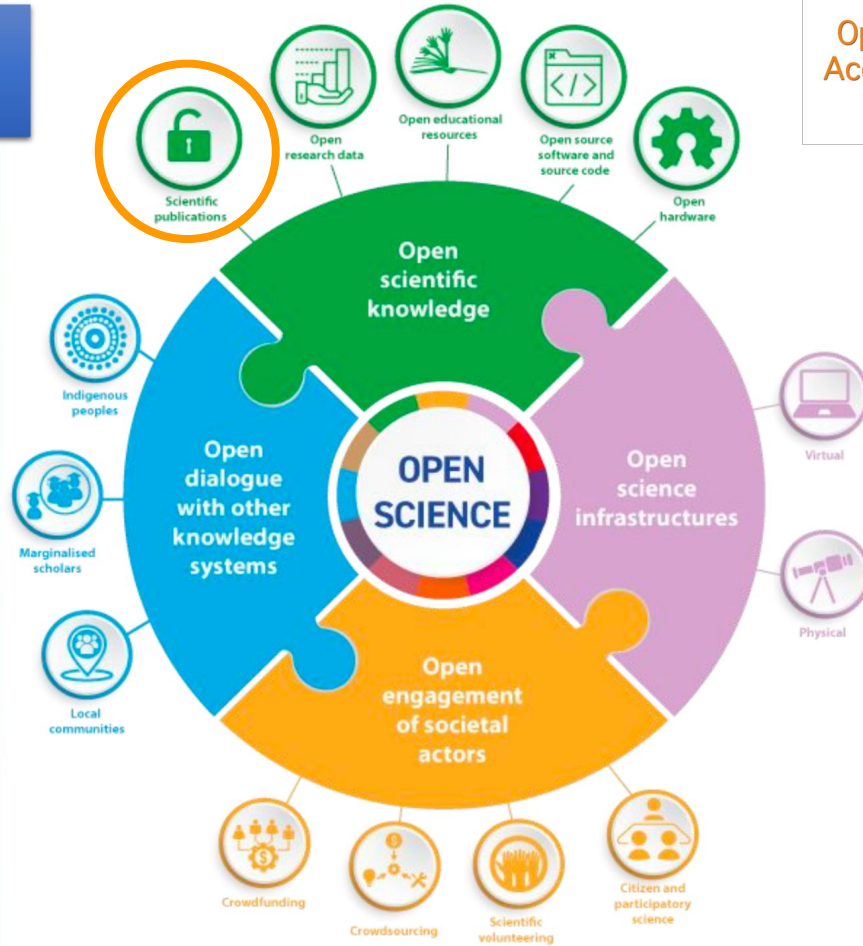 Op
Acc
Scientific
publications
Open
research data
Open educational
resources
Open source
software and
source code
Open
hardware
Open
scientific
knowledge
Indigenous
peoples
Marginalised
scholars
Local
communities
Open
dialogue
with other
knowledge
systems
OPEN
SCIENCE
Open
science
infrastructures
Virtual
Physical
Open
engagement
of societal
actors
Crowdfunding
Crowdsourcing
Scientific
volunteering
Citizen and
participatory
science